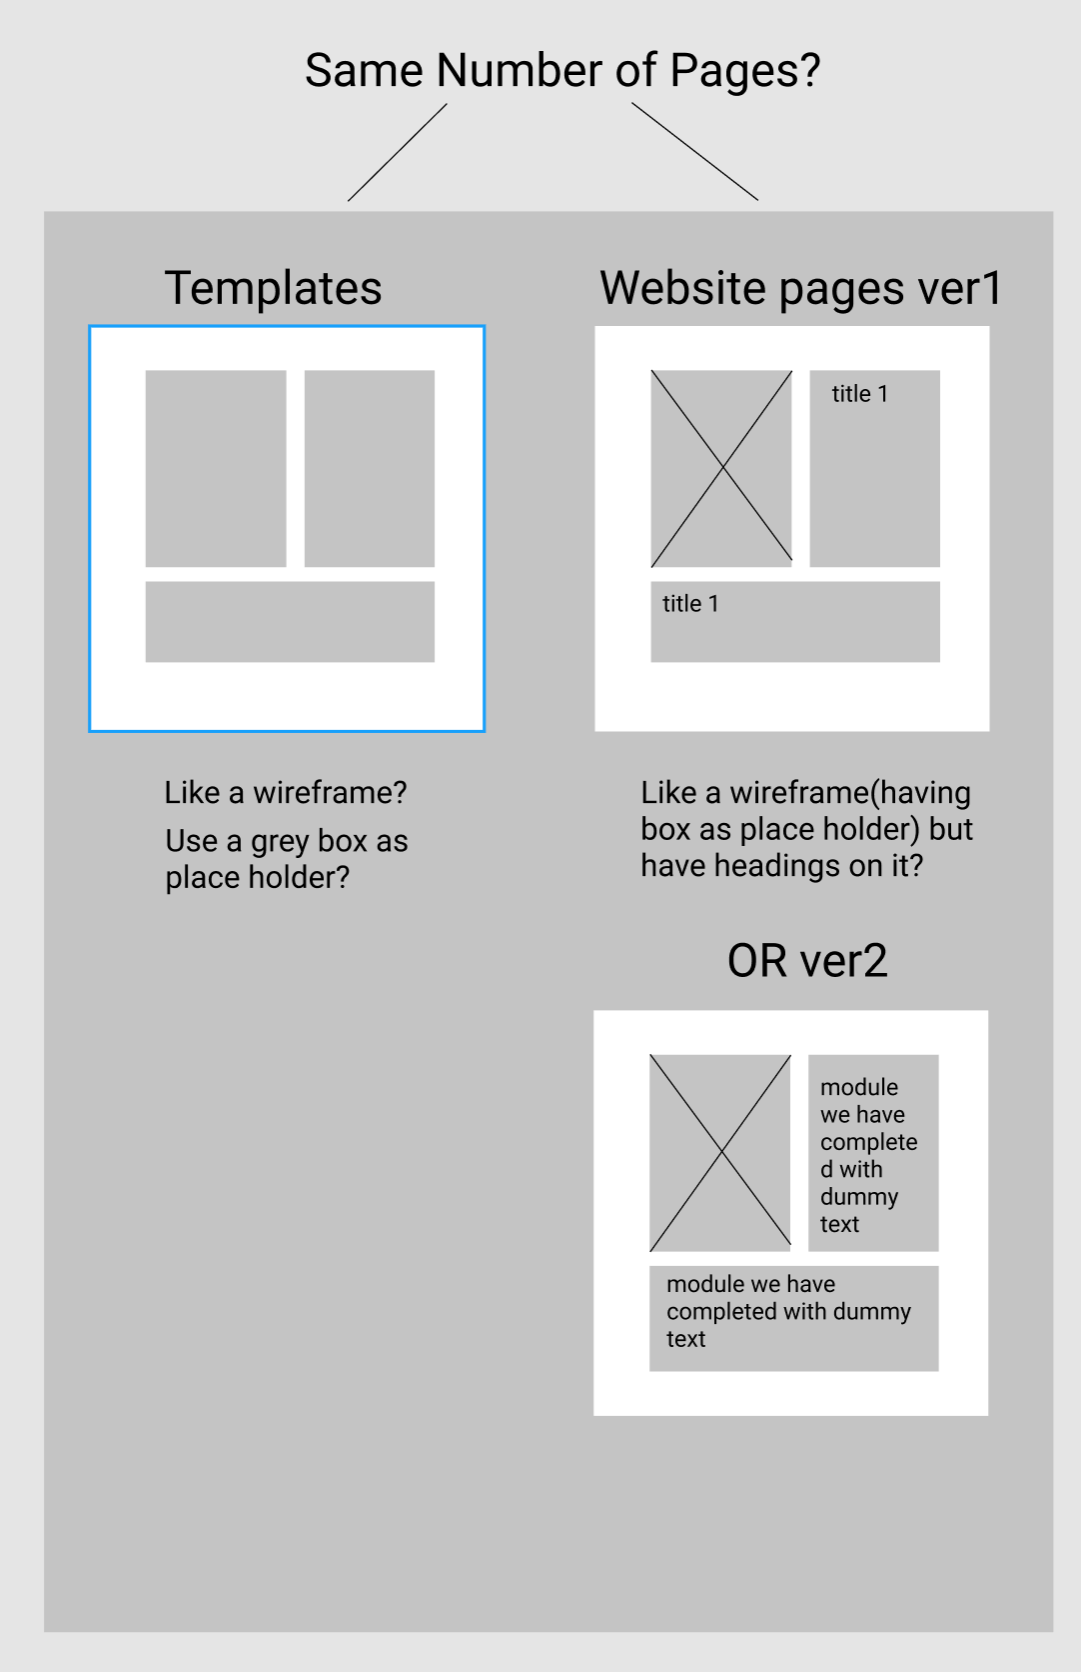 Same Number of Pages?
Templates
Website pages ver1
title 1
title 1
Like a wireframe?
Use a grey box as
place holder?
Like a wireframe(having
box as place holder) but
have headings on it?
OR ver2
module
we have
complete
d with
dummy
text
module we have
completed with dummy
text